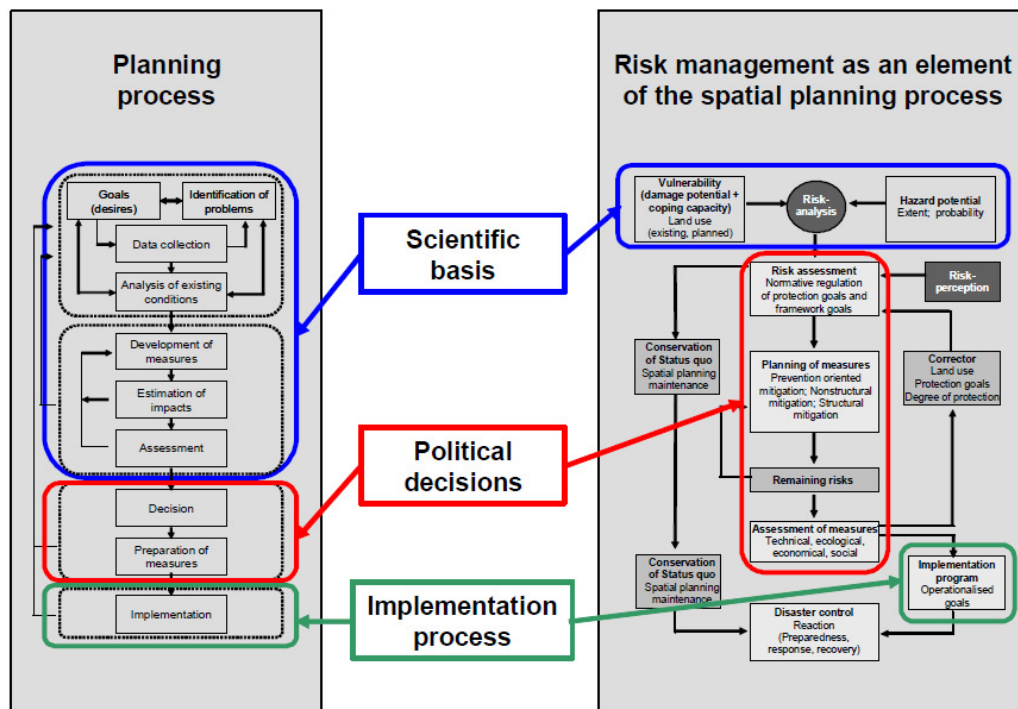 Planning
process
Goals
(desires)
Identification of
problems
Data collection
Analysis of existing
conditions
Development of
measures
Estimation of
impacts
Assessment
Decision
Preparation of
measures
Implementation
Scientific
basis
Political
decisions
Implementation
process
Risk management as an element
of the spatial planning process
Vulnerability
(damage potential +
coping capacity)
Land use
(existing, planned)
Risk-
analysis
Hazard potential
Extent; probability
Risk assessment
Normative regulation
of protection goals and
framework goals
Risk-
perception
Conservation
of Status quo
Spatial planning
maintenance
Planning of measures
Prevention oriented
mitigation; Nonstructural
mitigation; Structural
mitigation
Corrector
Land use
Protection goals
Degree of protection
Remaining risks
Assessment of measures
Technical, ecological,
economical, social
Conservation
of Status quo
Spatial planning
maintenance
Implementation
program
Operationalised
goals
Disaster control
Reaction
(Preparedness,
response, recovery)